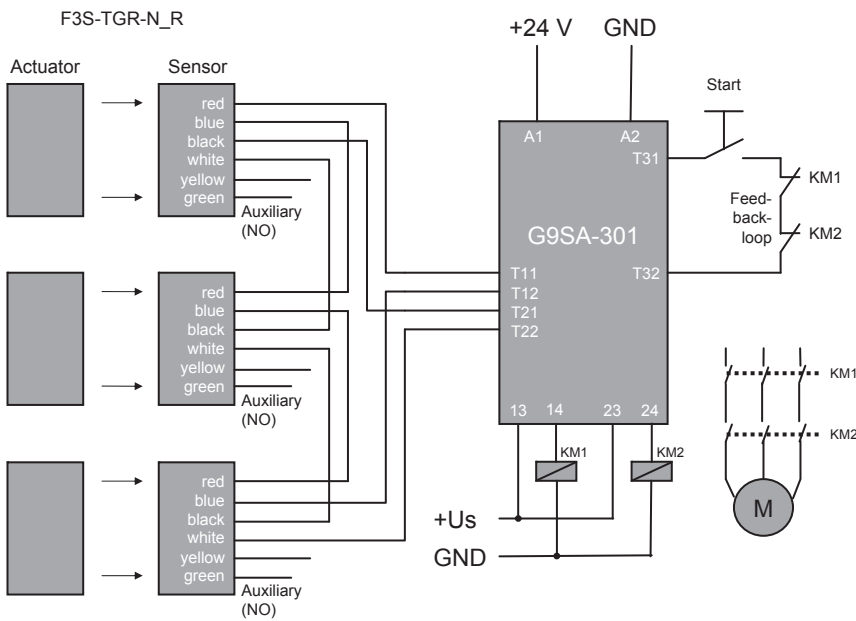 F3S-TGR-N_R
Actuator
Sensor
red
blue
black
white
yellow
green
Auxiliary
(NO)
red
blue
black
white
yellow
green
Auxiliary
(NO)
red
blue
black
white
yellow
green
Auxiliary
(NO)
+24 V
GND
A1
A2
T31
G9SA-301
T11
T12
T21
T22
T32
13
14
23
24
Start
KM1
Feed-
back-
loop
KM2
KM1
KM2
+Us
GND
KM1
KM2
M